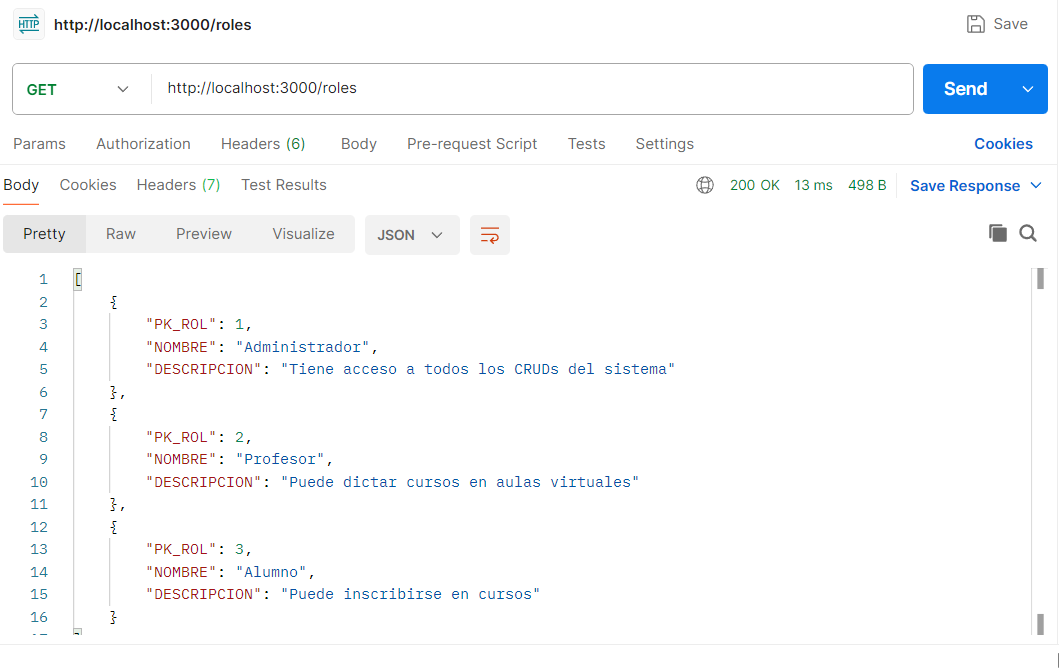 HTTP http://localhost:3000/roles Save
GET http://localhost:3000/roles Send
Params Authorization Headers (6) Body Pre-request Script Tests Settings Cookies
Body Cookies Headers (7) Test Results 200 OK 13 ms 498 B Save Response
Pretty Raw Preview Visualize JSON
1 [
2 {
3 "PK_ROL": 1,
4 "NOMBRE": "Administrador",
5 "DESCRIPCION": "Tiene acceso a todos los CRUDs del sistema"
6 },
7 {
8 "PK_ROL": 2,
9 "NOMBRE": "Profesor",
10 "DESCRIPCION": "Puede dictar cursos en aulas virtuales"
11 },
12 {
13 "PK_ROL": 3,
14 "NOMBRE": "Alumno",
15 "DESCRIPCION": "Puede inscribirse en cursos"
16 }